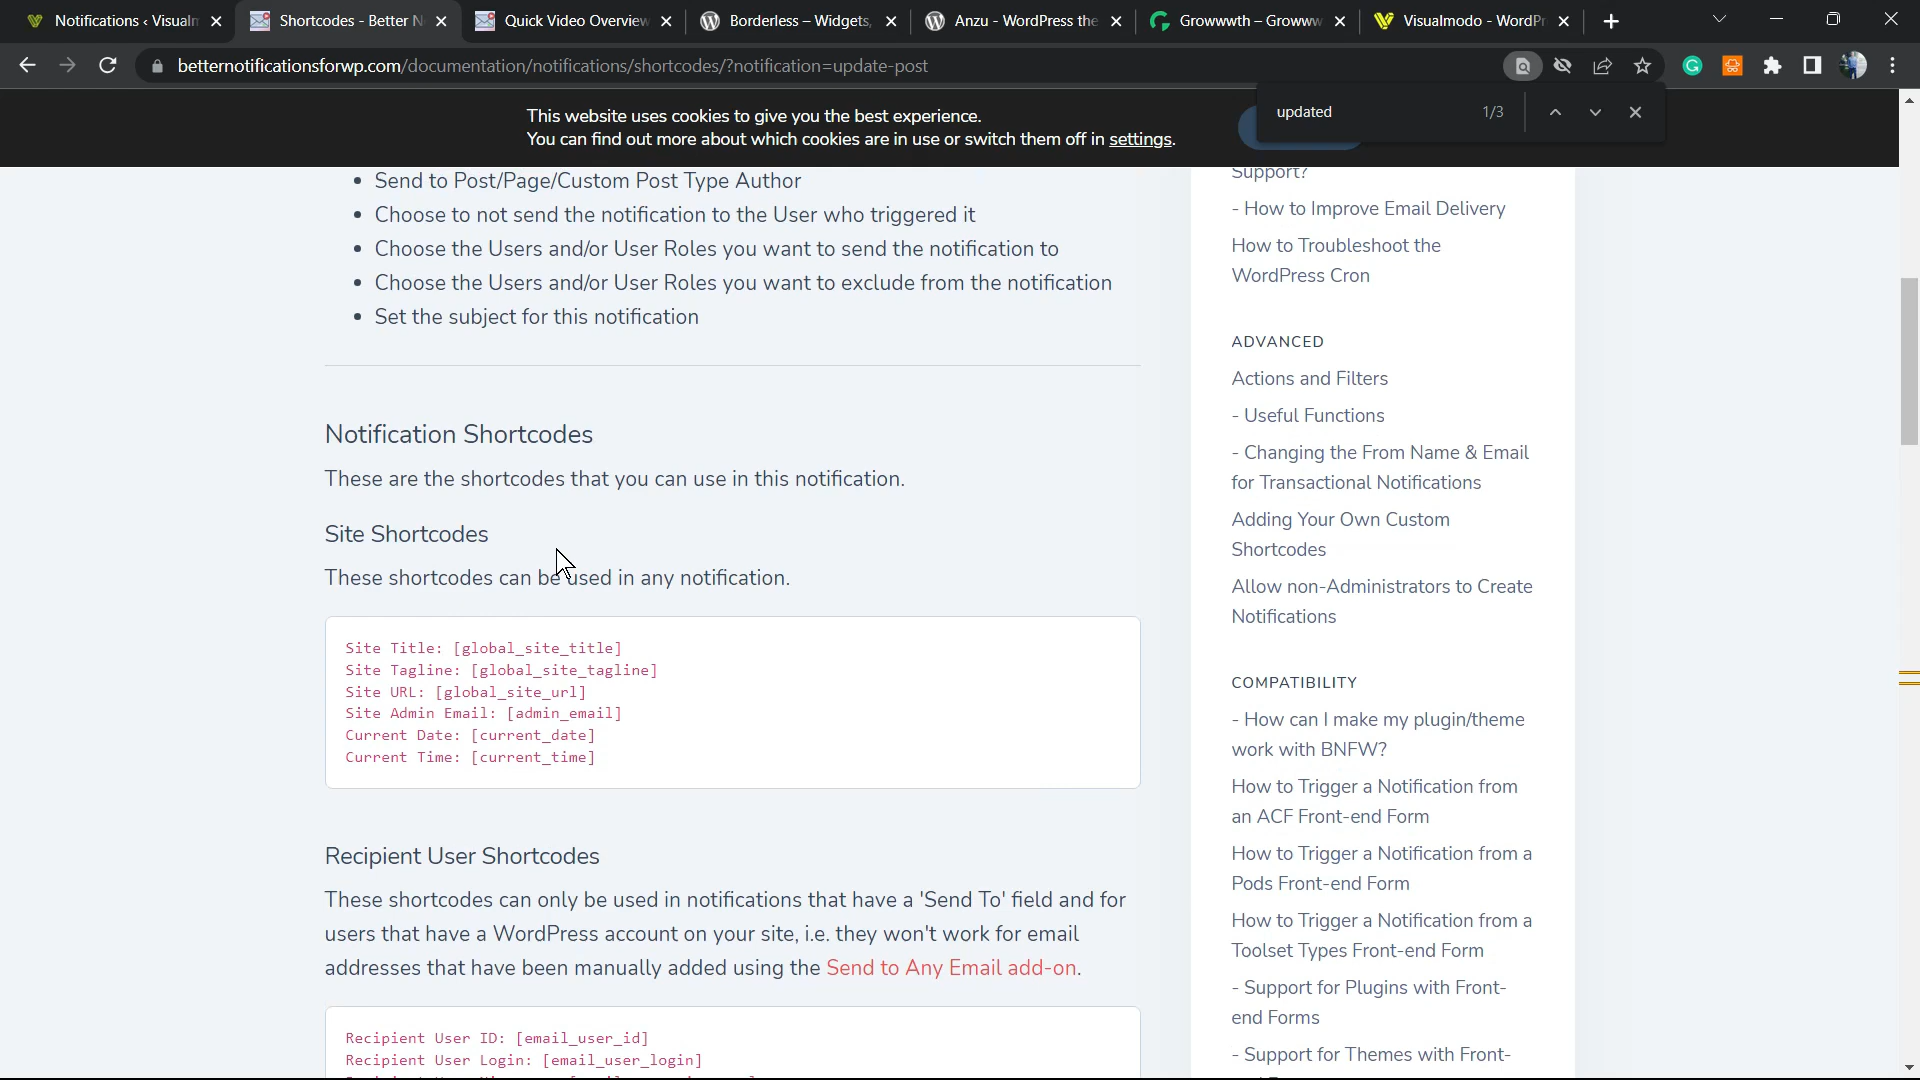 Notifications ‹ Visualm
Shortcodes - Better N
Quick Video Overview
Borderless – Widgets,
Anzu - WordPress the
Growwwth – Growww
Visualmodo - WordPr
betternotificationsforwp.com/documentation/notifications/shortcodes/?notification=update-post
updated 1/3
This website uses cookies to give you the best experience.
You can find out more about which cookies are in use or switch them off in settings.
• Send to Post/Page/Custom Post Type Author
• Choose to not send the notification to the User who triggered it
• Choose the Users and/or User Roles you want to send the notification to
• Choose the Users and/or User Roles you want to exclude from the notification
• Set the subject for this notification
Notification Shortcodes
These are the shortcodes that you can use in this notification.
Site Shortcodes
These shortcodes can be used in any notification.
Site Title: [global_site_title]
Site Tagline: [global_site_tagline]
Site URL: [global_site_url]
Site Admin Email: [admin_email]
Current Date: [current_date]
Current Time: [current_time]
Recipient User Shortcodes
These shortcodes can only be used in notifications that have a 'Send To' field and for
users that have a WordPress account on your site, i.e. they won't work for email
addresses that have been manually added using the Send to Any Email add-on.
Recipient User ID: [email_user_id]
Recipient User Login: [email_user_login]
Support?
- How to Improve Email Delivery
How to Troubleshoot the
WordPress Cron
ADVANCED
Actions and Filters
- Useful Functions
- Changing the From Name & Email
for Transactional Notifications
Adding Your Own Custom
Shortcodes
Allow non-Administrators to Create
Notifications
COMPATIBILITY
- How can I make my plugin/theme
work with BNFW?
How to Trigger a Notification from
an ACF Front-end Form
How to Trigger a Notification from a
Pods Front-end Form
How to Trigger a Notification from a
Toolset Types Front-end Form
- Support for Plugins with Front-
end Forms
- Support for Themes with Front-